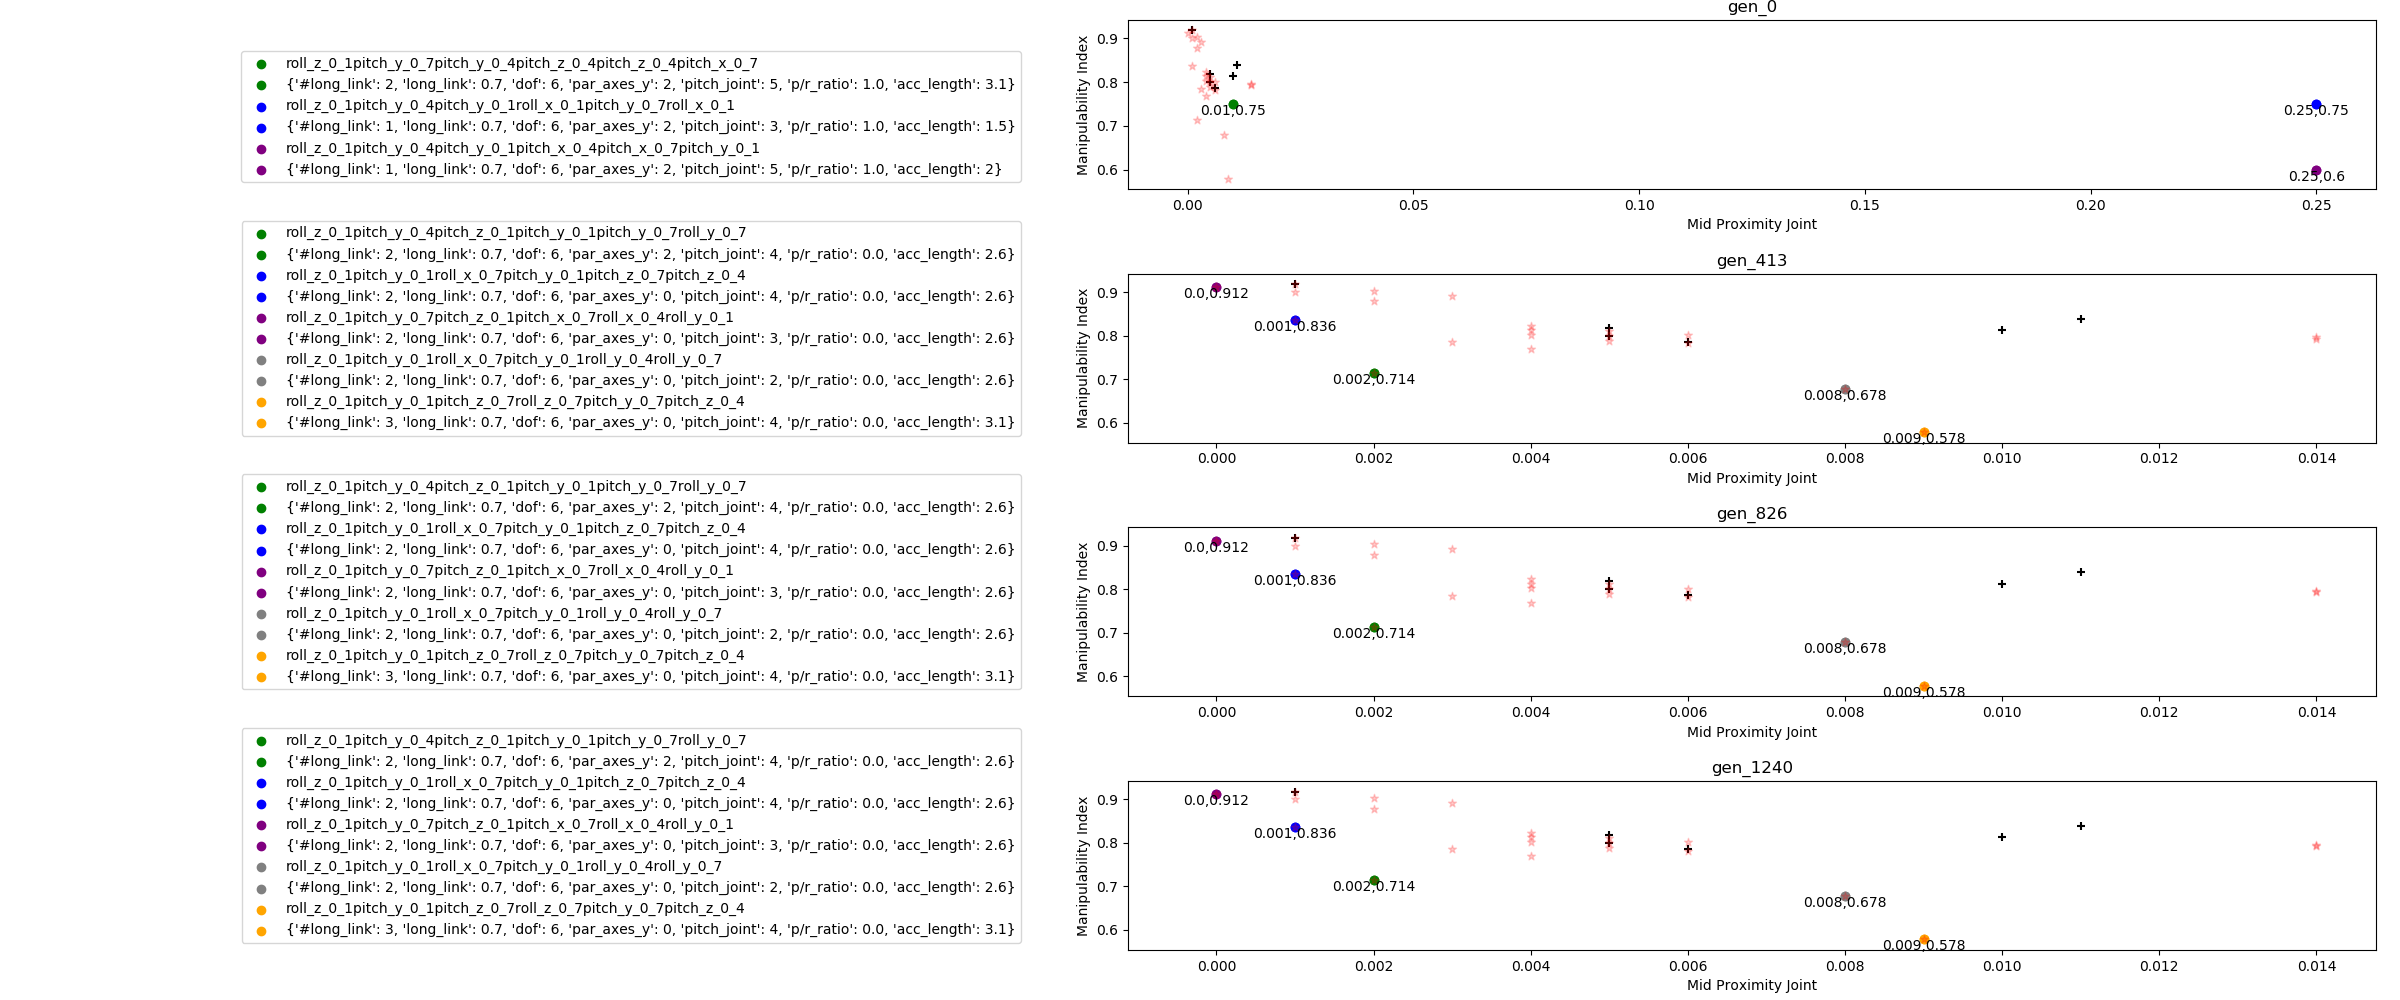 gen_0
roll_z_0_1pitch_y_0_7pitch_y_0_4pitch_z_0_4pitch_z_0_4pitch_x_0_7
{'#long_link': 2, 'long_link': 0.7, 'dof': 6, 'par_axes_y': 2, 'pitch_joint': 5, 'p/r_ratio': 1.0, 'acc_length': 3.1}
roll_z_0_1pitch_y_0_4pitch_y_0_1roll_x_0_1pitch_y_0_7roll_x_0_1
{'#long_link': 1, 'long_link': 0.7, 'dof': 6, 'par_axes_y': 2, 'pitch_joint': 3, 'p/r_ratio': 1.0, 'acc_length': 1.5}
roll_z_0_1pitch_y_0_4pitch_y_0_1pitch_x_0_4pitch_x_0_7pitch_y_0_1
{'#long_link': 1, 'long_link': 0.7, 'dof': 6, 'par_axes_y': 2, 'pitch_joint': 5, 'p/r_ratio': 1.0, 'acc_length': 2}
Manipulability Index
0.9
0.8
0.7
0.6
0.01,0.75
0.25,0.75
0.25,0.6
0.00 0.05 0.10 0.15 0.20 0.25
Mid Proximity Joint
gen_413
roll_z_0_1pitch_y_0_4pitch_z_0_1pitch_y_0_1pitch_y_0_7roll_y_0_7
{'#long_link': 2, 'long_link': 0.7, 'dof': 6, 'par_axes_y': 2, 'pitch_joint': 4, 'p/r_ratio': 0.0, 'acc_length': 2.6}
roll_z_0_1pitch_y_0_1roll_x_0_7pitch_y_0_1pitch_z_0_7pitch_z_0_4
{'#long_link': 2, 'long_link': 0.7, 'dof': 6, 'par_axes_y': 0, 'pitch_joint': 4, 'p/r_ratio': 0.0, 'acc_length': 2.6}
roll_z_0_1pitch_y_0_7pitch_z_0_1pitch_x_0_7roll_x_0_4roll_y_0_1
{'#long_link': 2, 'long_link': 0.7, 'dof': 6, 'par_axes_y': 0, 'pitch_joint': 3, 'p/r_ratio': 0.0, 'acc_length': 2.6}
roll_z_0_1pitch_y_0_1roll_x_0_7pitch_y_0_1roll_y_0_4roll_y_0_7
{'#long_link': 2, 'long_link': 0.7, 'dof': 6, 'par_axes_y': 0, 'pitch_joint': 2, 'p/r_ratio': 0.0, 'acc_length': 2.6}
roll_z_0_1pitch_y_0_1pitch_z_0_7roll_z_0_7pitch_y_0_7pitch_z_0_4
{'#long_link': 3, 'long_link': 0.7, 'dof': 6, 'par_axes_y': 0, 'pitch_joint': 4, 'p/r_ratio': 0.0, 'acc_length': 3.1}
Manipulability Index
0.9
0.8
0.7
0.6
0.0,0.912
0.001,0.836
0.002,0.714
0.008,0.678
0.009,0.578
0.000 0.002 0.004 0.006 0.008 0.010 0.012 0.014
Mid Proximity Joint
gen_826
roll_z_0_1pitch_y_0_4pitch_z_0_1pitch_y_0_1pitch_y_0_7roll_y_0_7
{'#long_link': 2, 'long_link': 0.7, 'dof': 6, 'par_axes_y': 2, 'pitch_joint': 4, 'p/r_ratio': 0.0, 'acc_length': 2.6}
roll_z_0_1pitch_y_0_1roll_x_0_7pitch_y_0_1pitch_z_0_7pitch_z_0_4
{'#long_link': 2, 'long_link': 0.7, 'dof': 6, 'par_axes_y': 0, 'pitch_joint': 4, 'p/r_ratio': 0.0, 'acc_length': 2.6}
roll_z_0_1pitch_y_0_7pitch_z_0_1pitch_x_0_7roll_x_0_4roll_y_0_1
{'#long_link': 2, 'long_link': 0.7, 'dof': 6, 'par_axes_y': 0, 'pitch_joint': 3, 'p/r_ratio': 0.0, 'acc_length': 2.6}
roll_z_0_1pitch_y_0_1roll_x_0_7pitch_y_0_1roll_y_0_4roll_y_0_7
{'#long_link': 2, 'long_link': 0.7, 'dof': 6, 'par_axes_y': 0, 'pitch_joint': 2, 'p/r_ratio': 0.0, 'acc_length': 2.6}
roll_z_0_1pitch_y_0_1pitch_z_0_7roll_z_0_7pitch_y_0_7pitch_z_0_4
{'#long_link': 3, 'long_link': 0.7, 'dof': 6, 'par_axes_y': 0, 'pitch_joint': 4, 'p/r_ratio': 0.0, 'acc_length': 3.1}
Manipulability Index
0.9
0.8
0.7
0.6
0.0,0.912
0.001,0.836
0.002,0.714
0.008,0.678
0.009,0.578
0.000 0.002 0.004 0.006 0.008 0.010 0.012 0.014
Mid Proximity Joint
gen_1240
roll_z_0_1pitch_y_0_4pitch_z_0_1pitch_y_0_1pitch_y_0_7roll_y_0_7
{'#long_link': 2, 'long_link': 0.7, 'dof': 6, 'par_axes_y': 2, 'pitch_joint': 4, 'p/r_ratio': 0.0, 'acc_length': 2.6}
roll_z_0_1pitch_y_0_1roll_x_0_7pitch_y_0_1pitch_z_0_7pitch_z_0_4
{'#long_link': 2, 'long_link': 0.7, 'dof': 6, 'par_axes_y': 0, 'pitch_joint': 4, 'p/r_ratio': 0.0, 'acc_length': 2.6}
roll_z_0_1pitch_y_0_7pitch_z_0_1pitch_x_0_7roll_x_0_4roll_y_0_1
{'#long_link': 2, 'long_link': 0.7, 'dof': 6, 'par_axes_y': 0, 'pitch_joint': 3, 'p/r_ratio': 0.0, 'acc_length': 2.6}
roll_z_0_1pitch_y_0_1roll_x_0_7pitch_y_0_1roll_y_0_4roll_y_0_7
{'#long_link': 2, 'long_link': 0.7, 'dof': 6, 'par_axes_y': 0, 'pitch_joint': 2, 'p/r_ratio': 0.0, 'acc_length': 2.6}
roll_z_0_1pitch_y_0_1pitch_z_0_7roll_z_0_7pitch_y_0_7pitch_z_0_4
{'#long_link': 3, 'long_link': 0.7, 'dof': 6, 'par_axes_y': 0, 'pitch_joint': 4, 'p/r_ratio': 0.0, 'acc_length': 3.1}
Manipulability Index
0.9
0.8
0.7
0.6
0.0,0.912
0.001,0.836
0.002,0.714
0.008,0.678
0.009,0.578
0.000 0.002 0.004 0.006 0.008 0.010 0.012 0.014
Mid Proximity Joint